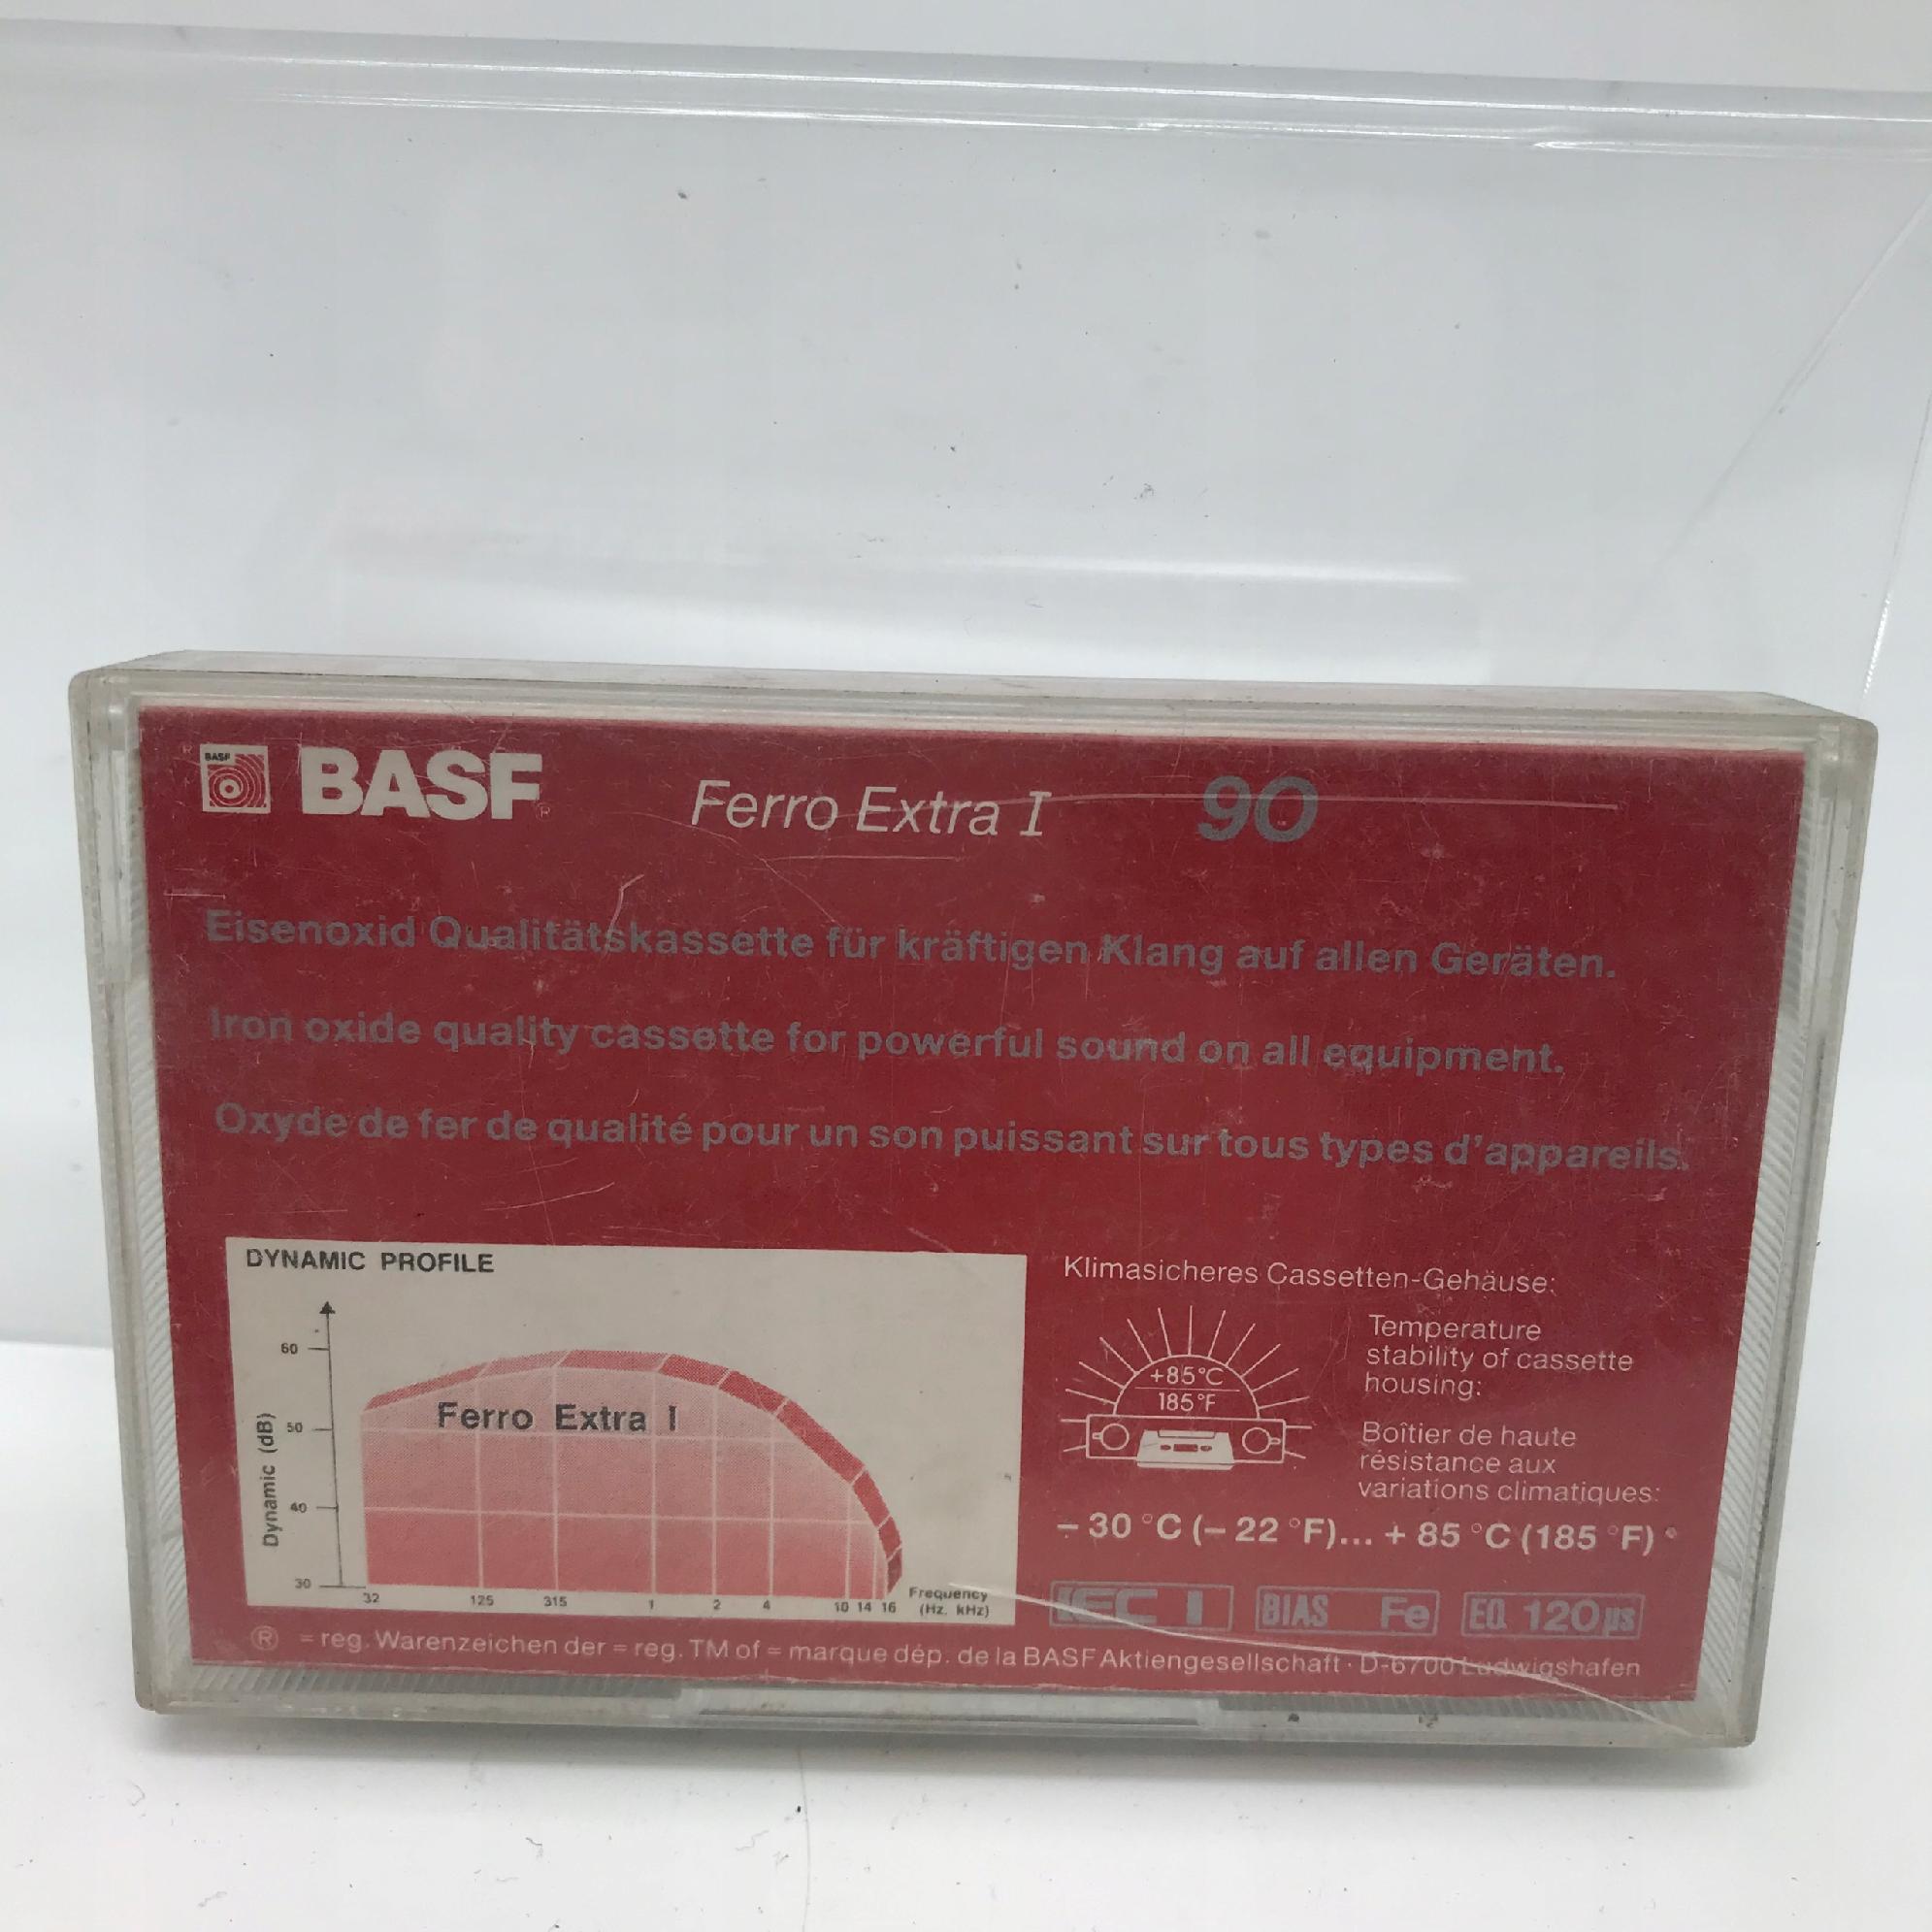 BASF BASF ® Ferro Extra I 90
Eisenoxid Qualitätskassette für kräftigen Klang auf allen Geräten.
Iron oxide quality cassette for powerful sound on all equipment.
Oxyde de fer de qualité pour un son puissant sur tous types d'appareils.
DYNAMIC PROFILE
60
50
40
30
Dynamic (dB)
Ferro Extra I
32 125 315 1 2 4 10 14 16
Frequency
(Hz. kHz)
Klimasicheres Cassetten-Gehäuse:
+85°C
185°F
Temperature
stability of cassette
housing:
Boîtier de haute
résistance aux
variations climatiques:
– 30 °C (– 22 °F)... + 85 °C (185 °F)
IEC I BIAS Fe EQ 120µs
® = reg. Warenzeichen der = reg. TM of = marque dép. de la BASF Aktiengesellschaft · D-6700 Ludwigshafen